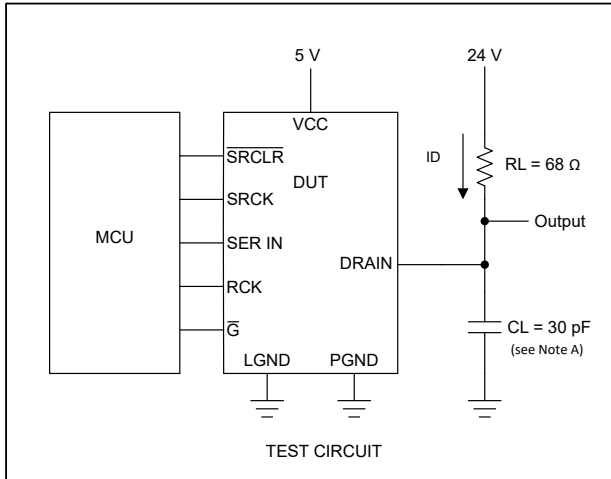 5 V
24 V
VCC
SRCLR
DUT
SRCK
SER IN
RCK
G
MCU
DRAIN
LGND
PGND
ID
RL = 68 Ω
Output
CL = 30 pF
(see Note A)
TEST CIRCUIT